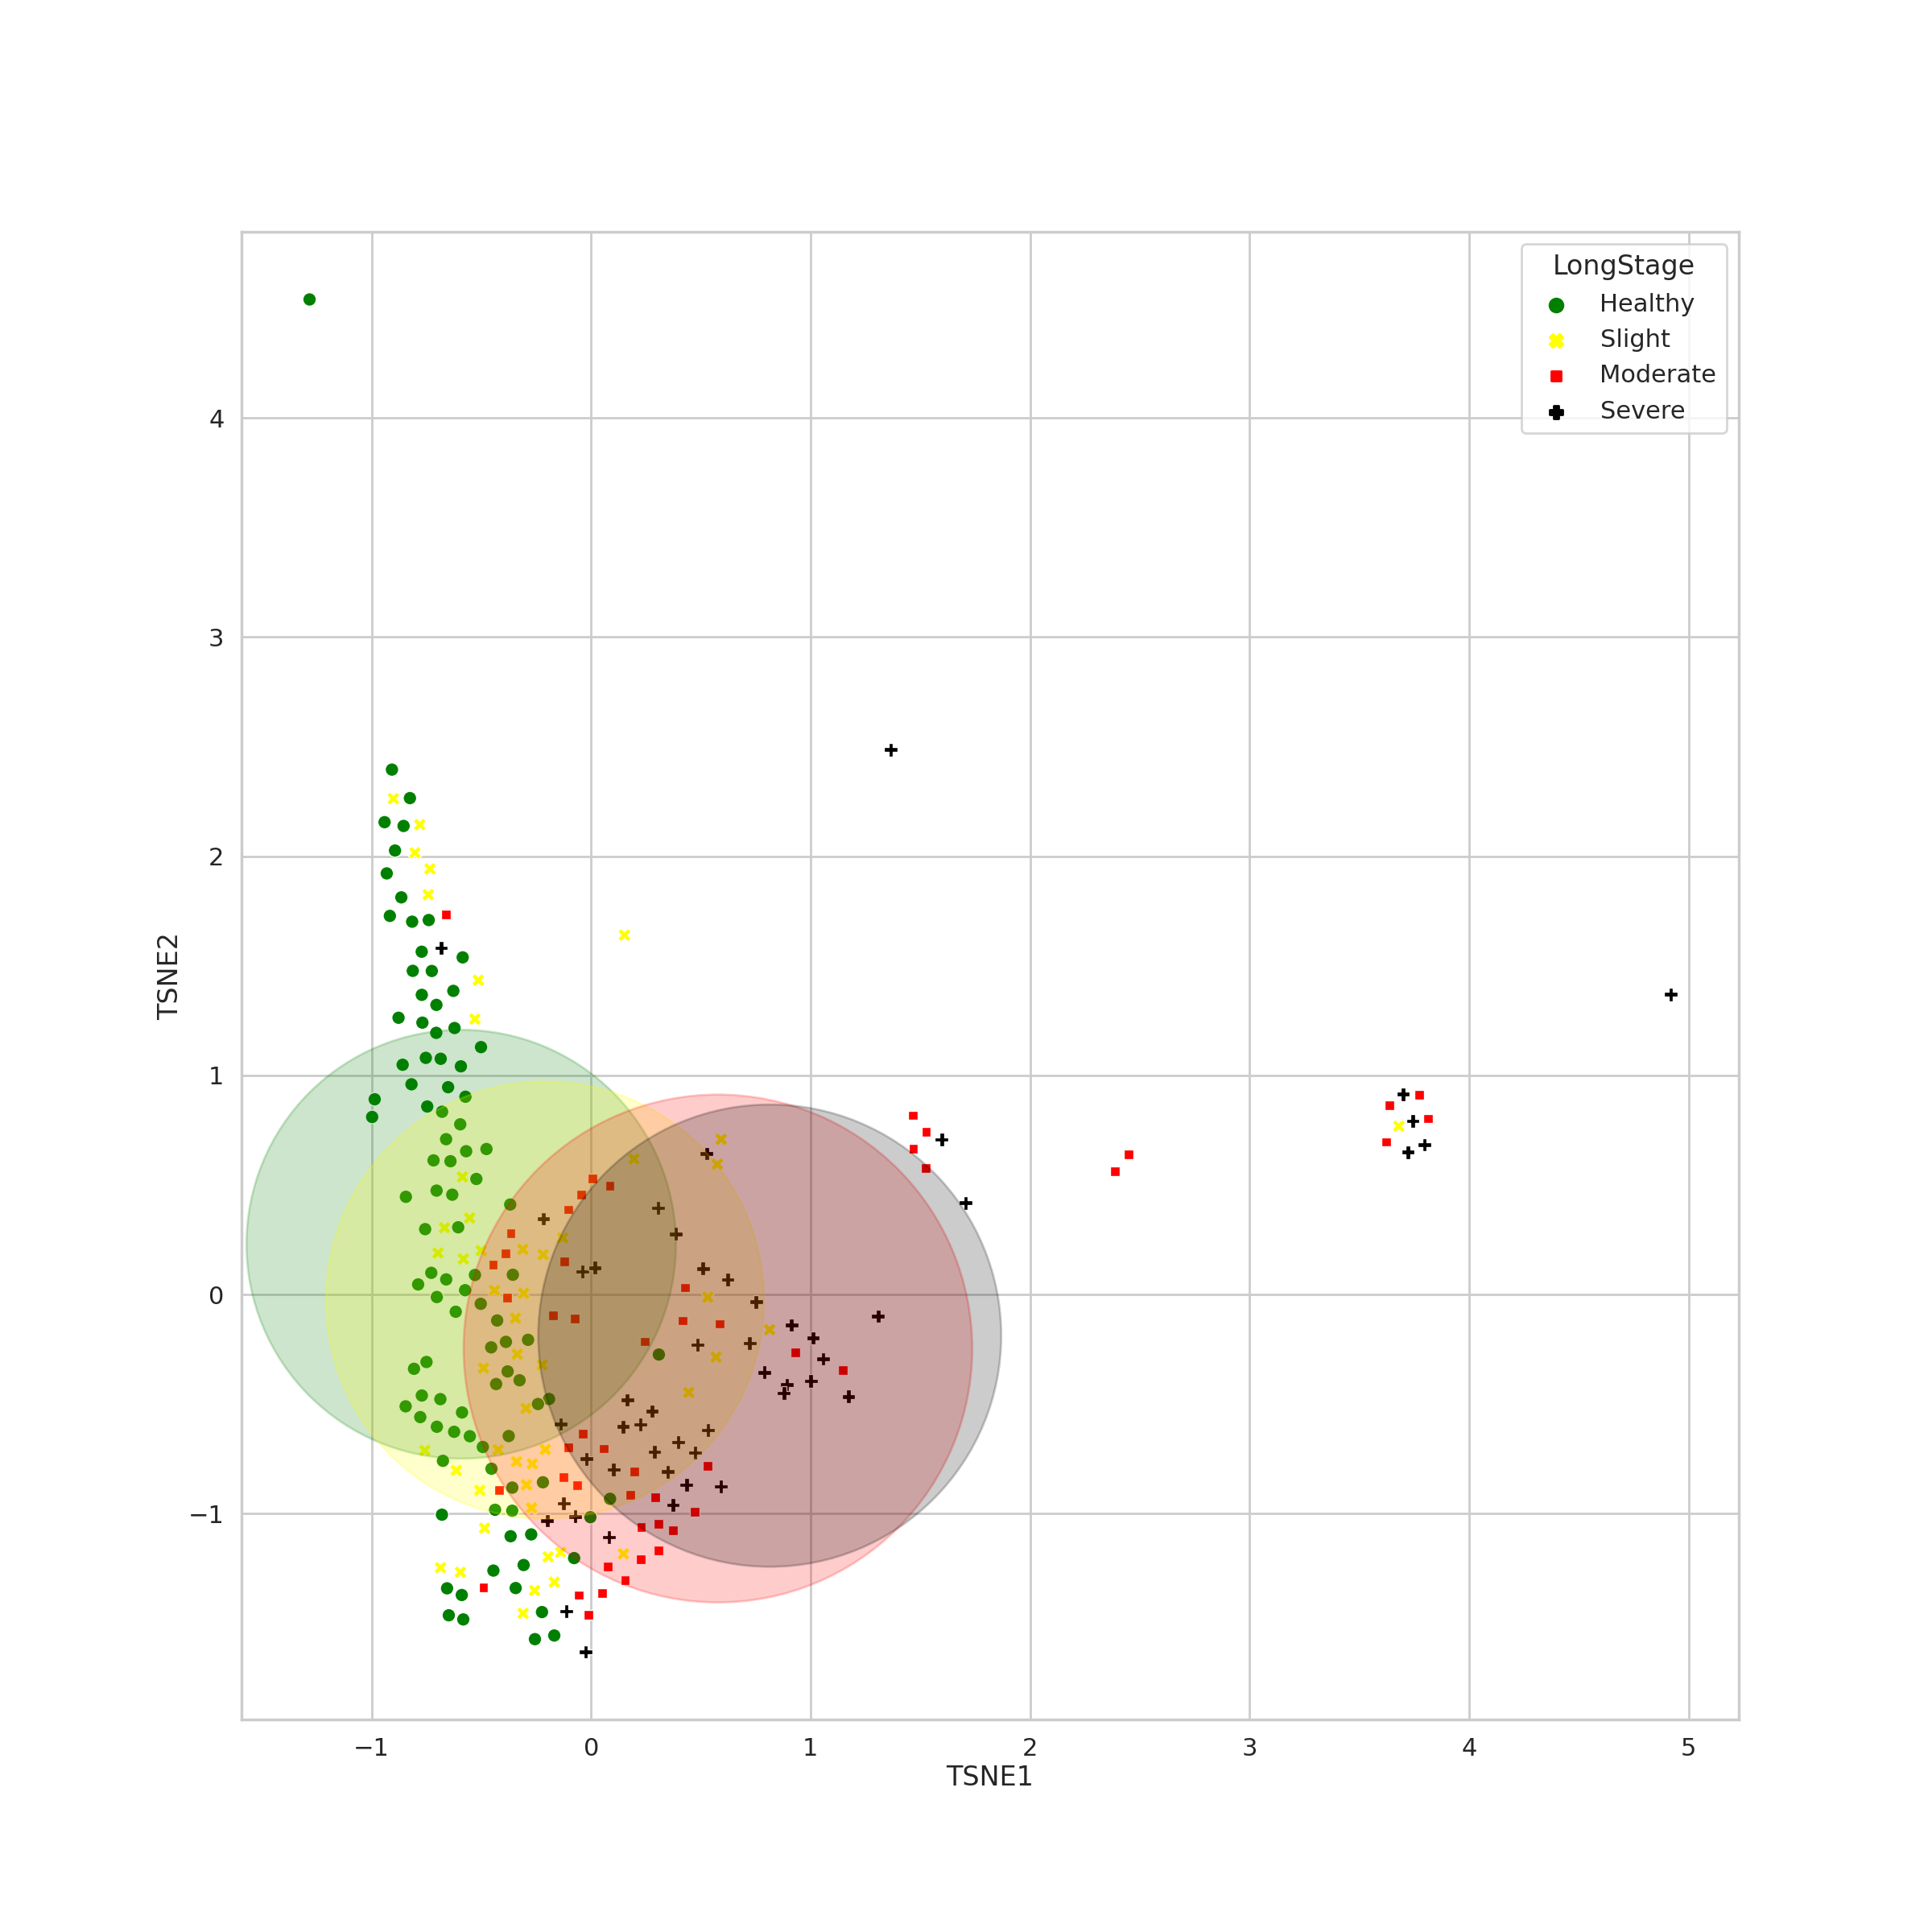 LongStage
Healthy
Slight
Moderate
Severe
4
3
2
1
0
−1
TSNE2
−1 0 1 2 3 4 5
TSNE1